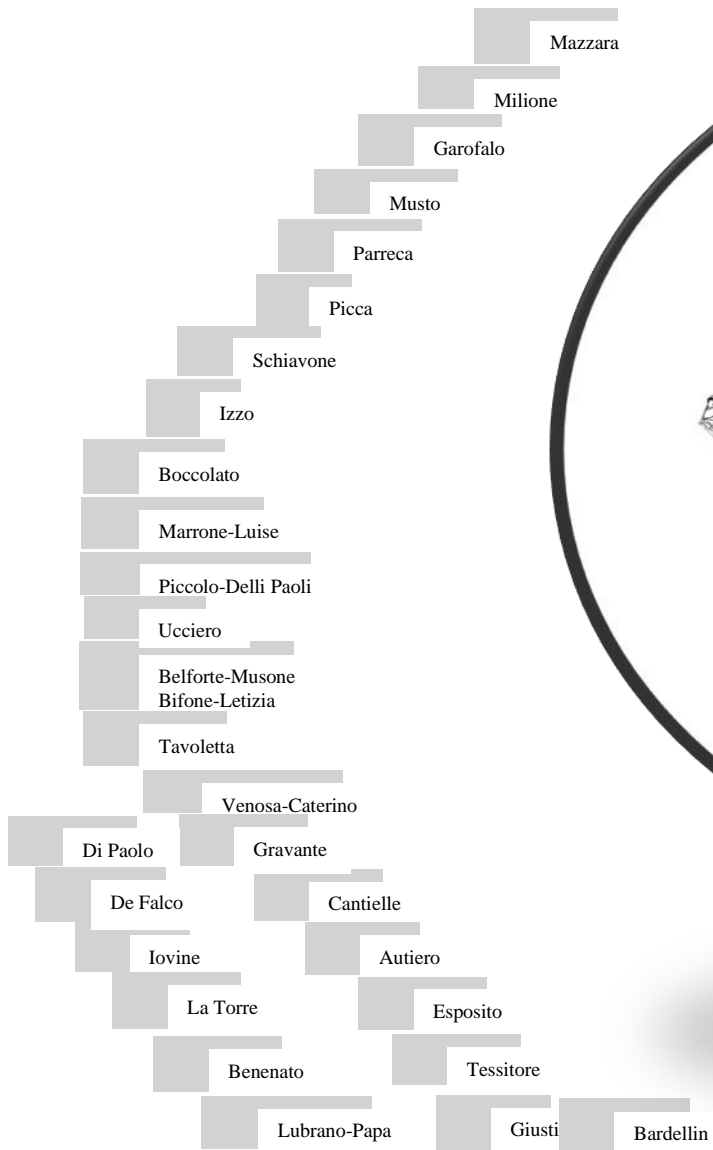 Mazzara
Milione
Garofalo
Musto
Parreca
Picca
Schiavone
Izzo
Boccolato
Marrone-Luise
Piccolo-Delli Paoli
Ucciero
Belforte-Musone
Bifone-Letizia
Tavoletta
Venosa-Caterino
Di Paolo
Gravante
De Falco
Cantielle
Iovine
Autiero
La Torre
Esposito
Benenato
Tessitore
Lubrano-Papa
Giusti
Bardellin